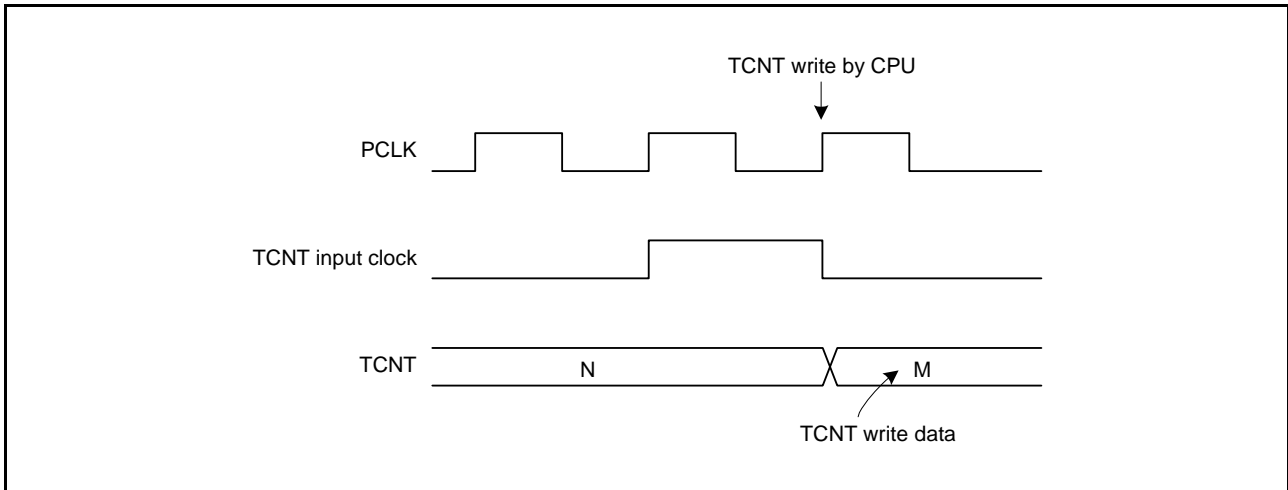 TCNT write by CPU
PCLK
TCNT input clock
TCNT
N
M
TCNT write data